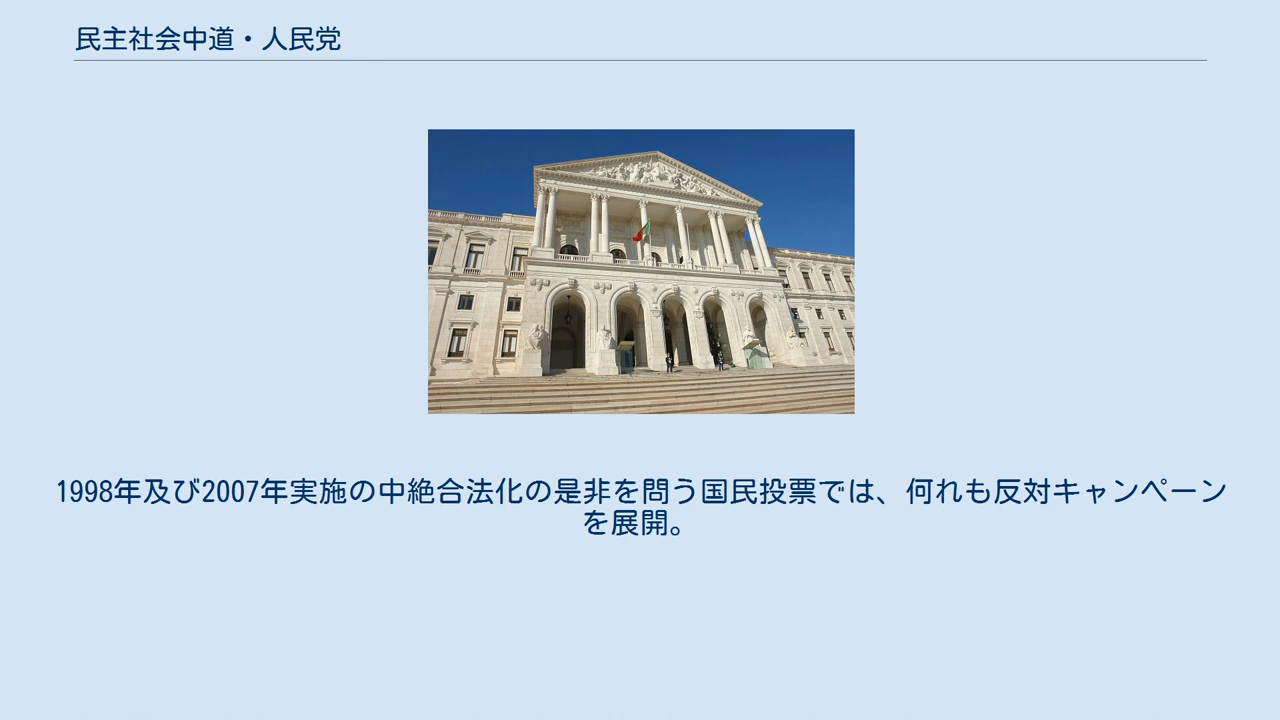 民主社会中道・人民党
1998年及び2007年実施の中絶合法化の是非を問う国民投票では、何れも反対キャンペーン
を展開。